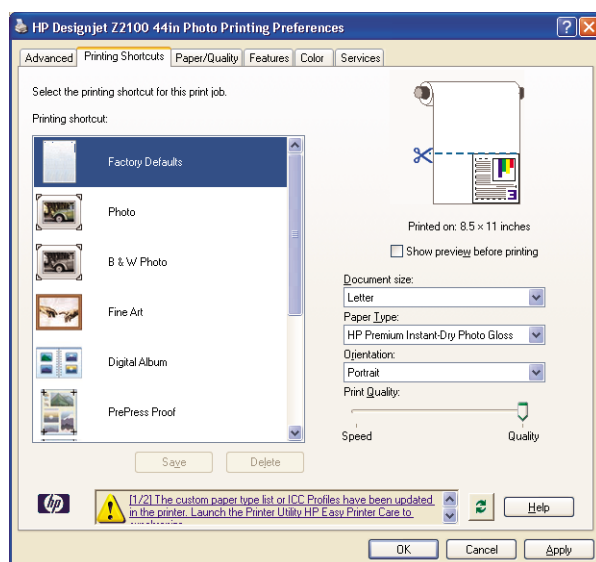 HP Designjet Z2100 44in Photo Printing Preferences
Advanced Printing Shortcuts Paper/Quality Features Color Services
Select the printing shortcut for this print job.
Printing shortcut:
Factory Defaults
Photo
B & W Photo
Fine Art
Digital Album
PrePress Proof
Save Delete
3
Printed on: 8.5 × 11 inches
Show preview before printing
Document size:
Letter
Paper Type:
HP Premium Instant-Dry Photo Gloss
Orientation:
Portrait
Print Quality:
Speed Quality
hp
[1/2] The custom paper type list or ICC Profiles have been updated
in the printer. Launch the Printer Utility HP Easy Printer Care to
Help
OK Cancel Apply